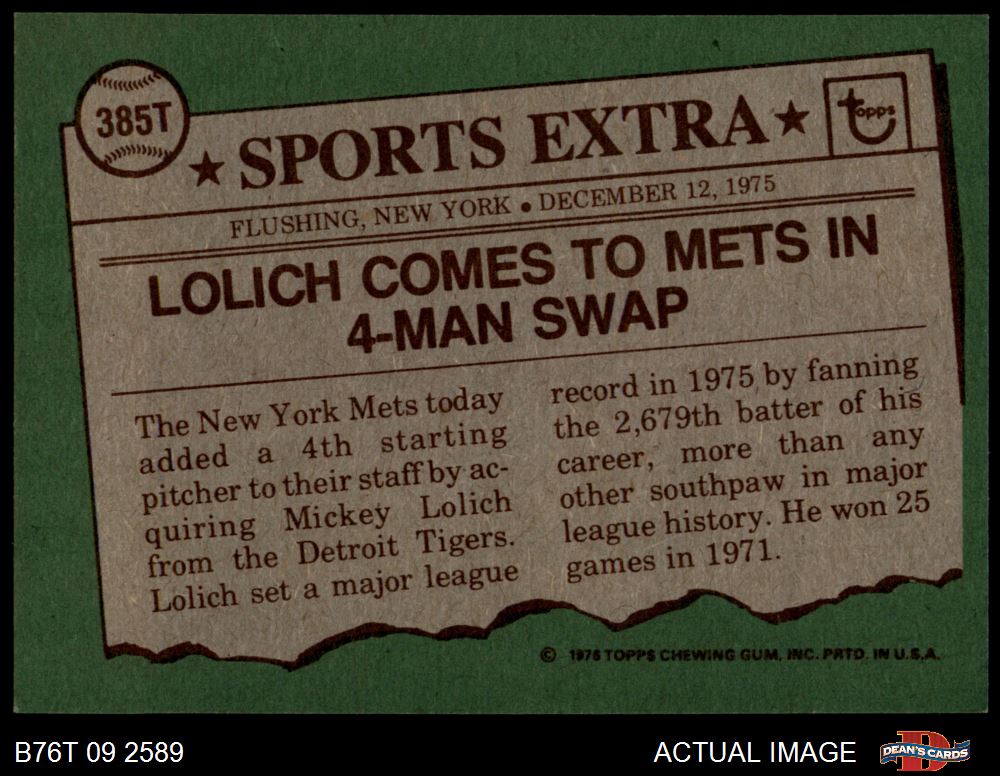 385T
★ SPORTS EXTRA ★
topps
FLUSHING, NEW YORK • DECEMBER 12, 1975
LOLICH COMES TO METS IN
4-MAN SWAP
The New York Mets today
added a 4th starting
pitcher to their staff by ac-
quiring Mickey Lolich
from the Detroit Tigers.
Lolich set a major league
record in 1975 by fanning
the 2,679th batter of his
career, more than any
other southpaw in major
league history. He won 25
games in 1971.
© 1976 TOPPS CHEWING GUM, INC. PRTD. IN U.S.A.
B76T 09 2589
ACTUAL IMAGE
DEAN'S CARDS